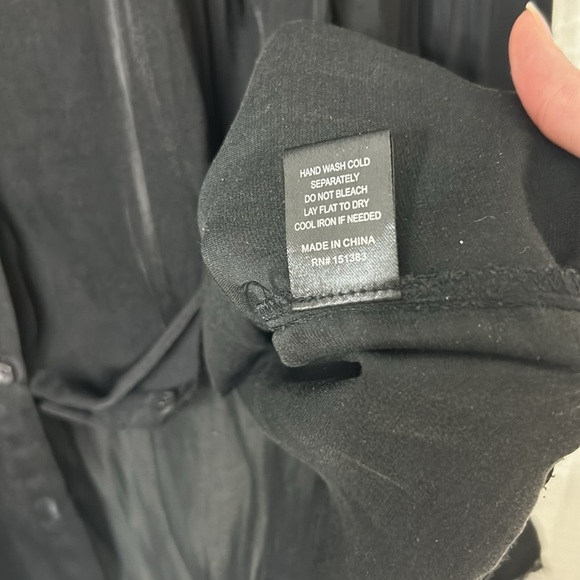 HAND WASH COLD
SEPARATELY
DO NOT BLEACH
LAY FLAT TO DRY
COOL IRON IF NEEDED
MADE IN CHINA
RN# 151383